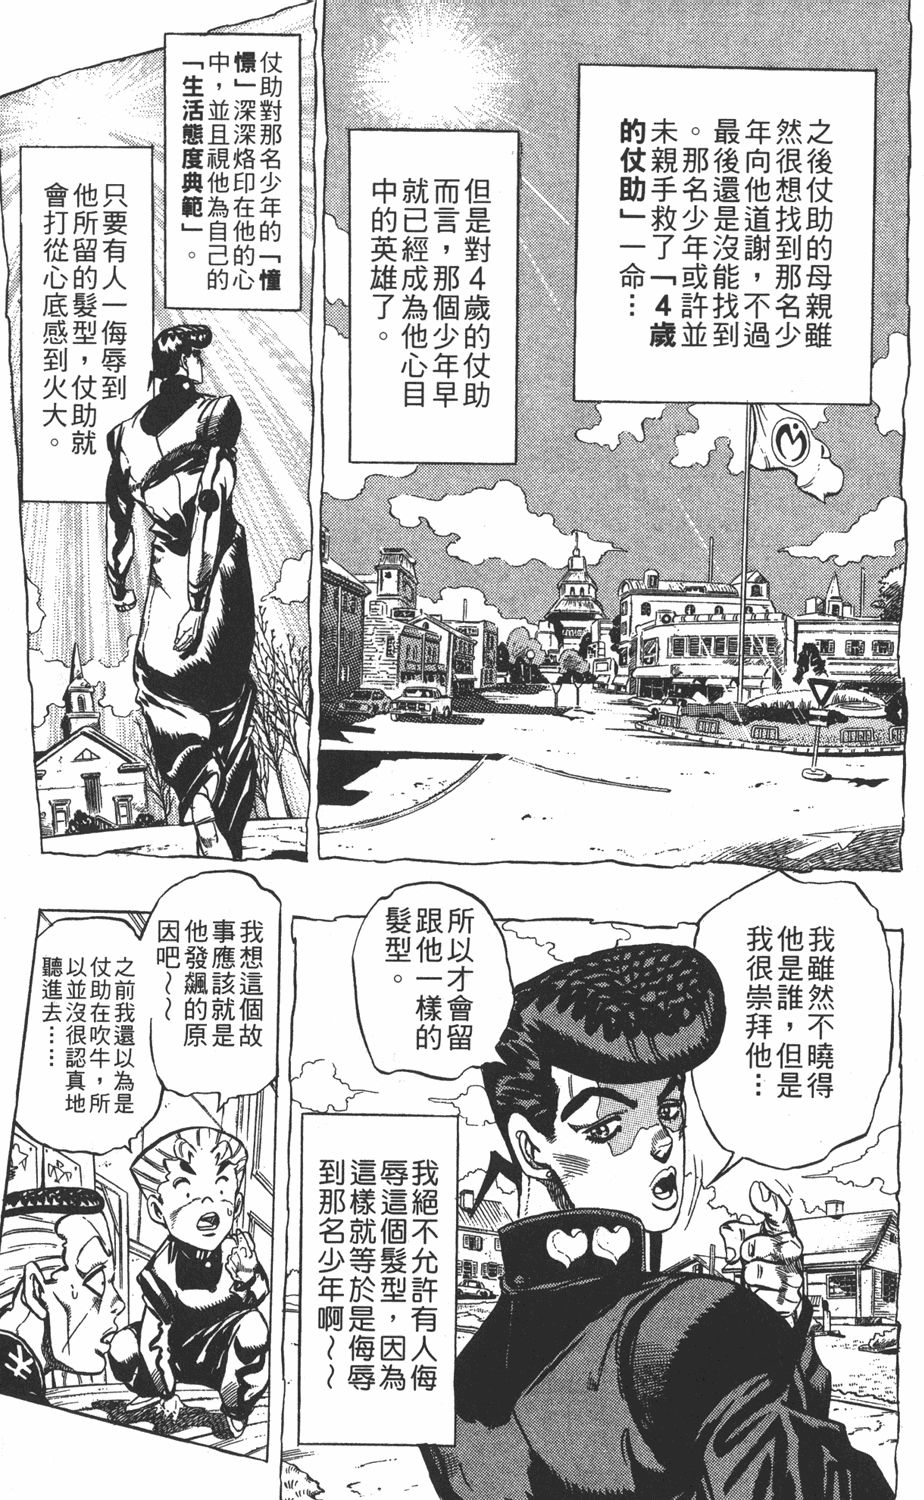 之後仗助的母親雖
然很想找到那名少
年向他道謝，不過
最後還是沒能找到
。那名少年或許並
未親手救了「4歲
的仗助」一命…
但是對4歲的仗助
而言，那個少年早
就已經成為他心目
中的英雄了。
仗助對那名少年的「憧
憬」深深烙印在他的心
中，並且視他為自己的
「生活態度典範」。
只要有人一侮辱到
他所留的髮型，仗助就
會打從心底感到火大。
我雖然不曉得
他是誰，但是
我很崇拜他…
所以才會留
跟他一樣的
髮型。
我絕不允許有人侮
辱這個髮型，因為
這樣就等於是侮辱
到那名少年啊～～
我想這個故
事應該就是
他發飆的原
因吧～～
之前我還以為是
仗助在吹牛，所
以並沒很認真地
聽進去……